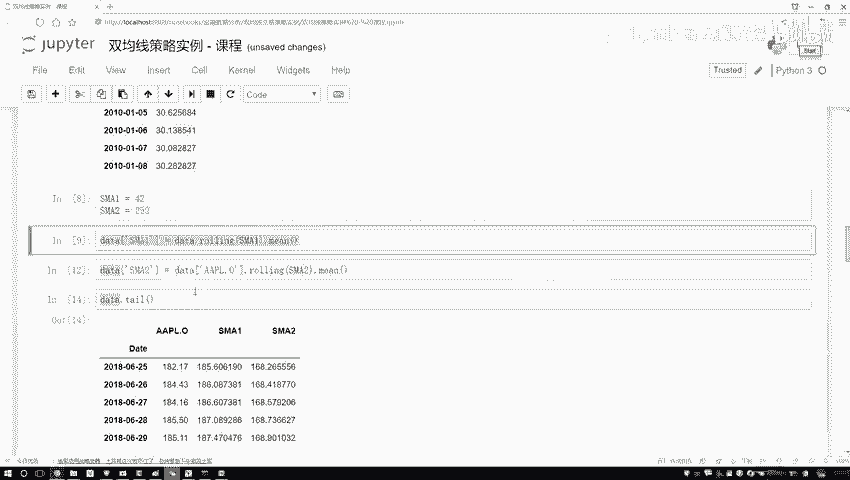 双均线策略实例 - 课程
jupyter 双均线策略实例 - 课程 (unsaved changes)
File Edit View Insert Cell Kernel Widgets Help
Trusted Python 3
Code
2010-01-05 30.625684
2010-01-06 30.138541
2010-01-07 30.082827
2010-01-08 30.282827
In [8]: SMA1 = 42
SMA2 = 252
In [9]: data['SMA1'] = data.rolling(SMA1).mean()
In [12]: data['SMA2'] = data['AAPL.O'].rolling(SMA2).mean()
In [14]: data.tail()
Out[14]:
AAPL.O SMA1 SMA2
Date
2018-06-25 182.17 185.606190 168.265556
2018-06-26 184.43 186.087381 168.418770
2018-06-27 184.16 186.607381 168.579206
2018-06-28 185.50 187.089286 168.736627
2018-06-29 185.11 187.470476 168.901032